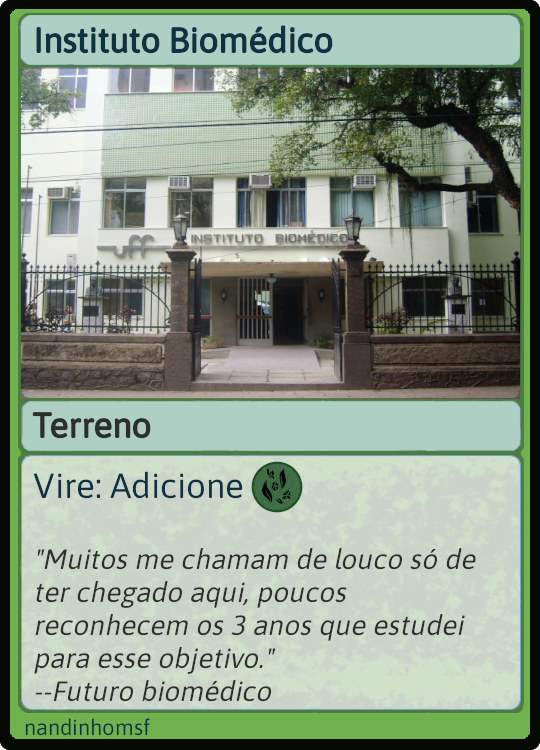 Instituto Biomédico
uff INSTITUTO BIOMÉDICO
Terreno
Vire: Adicione
"Muitos me chamam de louco só de
ter chegado aqui, poucos
reconhecem os 3 anos que estudei
para esse objetivo."
--Futuro biomédico
nandinhomsf